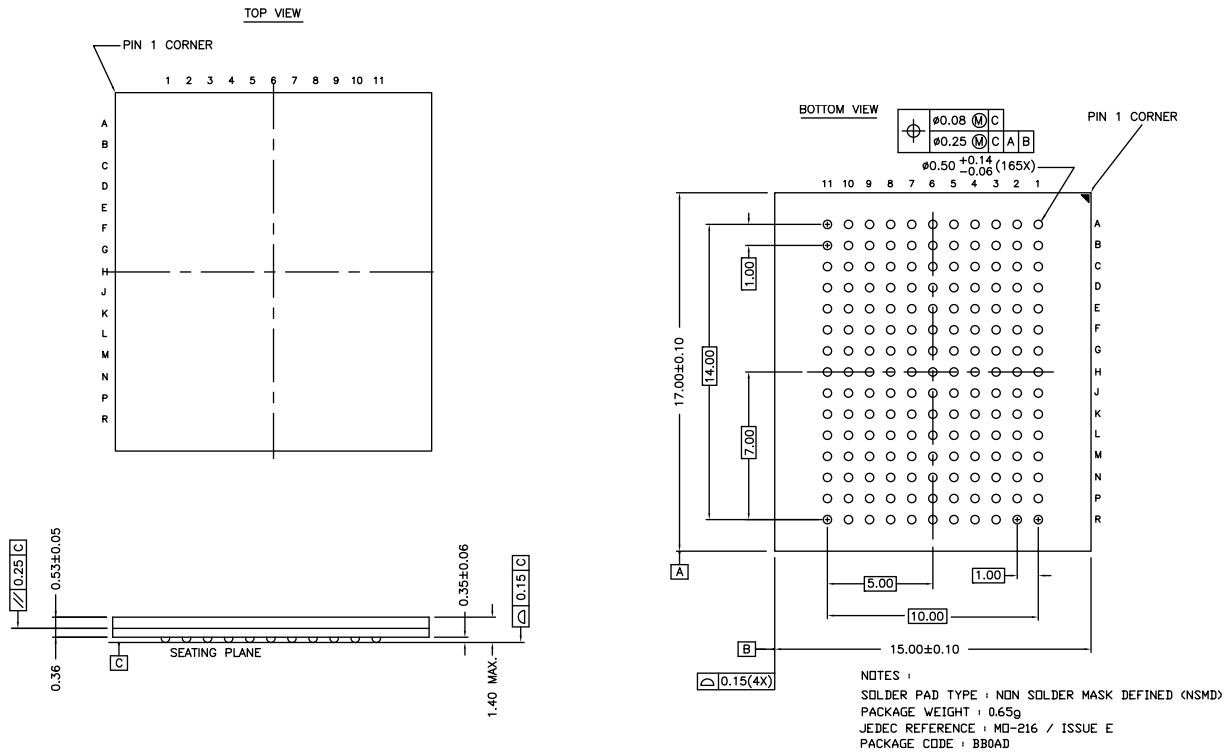 TOP VIEW
PIN 1 CORNER
1 2 3 4 5 6 7 8 9 10 11
A
B
C
D
E
F
G
H
J
K
L
M
N
P
R
0.25 C
0.53±0.05
0.36
C
SEATING PLANE
0.35±0.06
1.40 MAX.
0.15 C
BOTTOM VIEW
ø0.08 Ⓜ C
ø0.25 Ⓜ C A B
ø0.50 +0.14 -0.06 (165X)
PIN 1 CORNER
11 10 9 8 7 6 5 4 3 2 1
A
B
C
D
E
F
G
H
J
K
L
M
N
P
R
1.00
17.00±0.10
14.00
7.00
A
5.00
1.00
10.00
B
15.00±0.10
0.15(4X)
NOTES :
SOLDER PAD TYPE : NON SOLDER MASK DEFINED (NSMD)
PACKAGE WEIGHT : 0.65g
JEDEC REFERENCE : MO-216 / ISSUE E
PACKAGE CODE : BB0AD